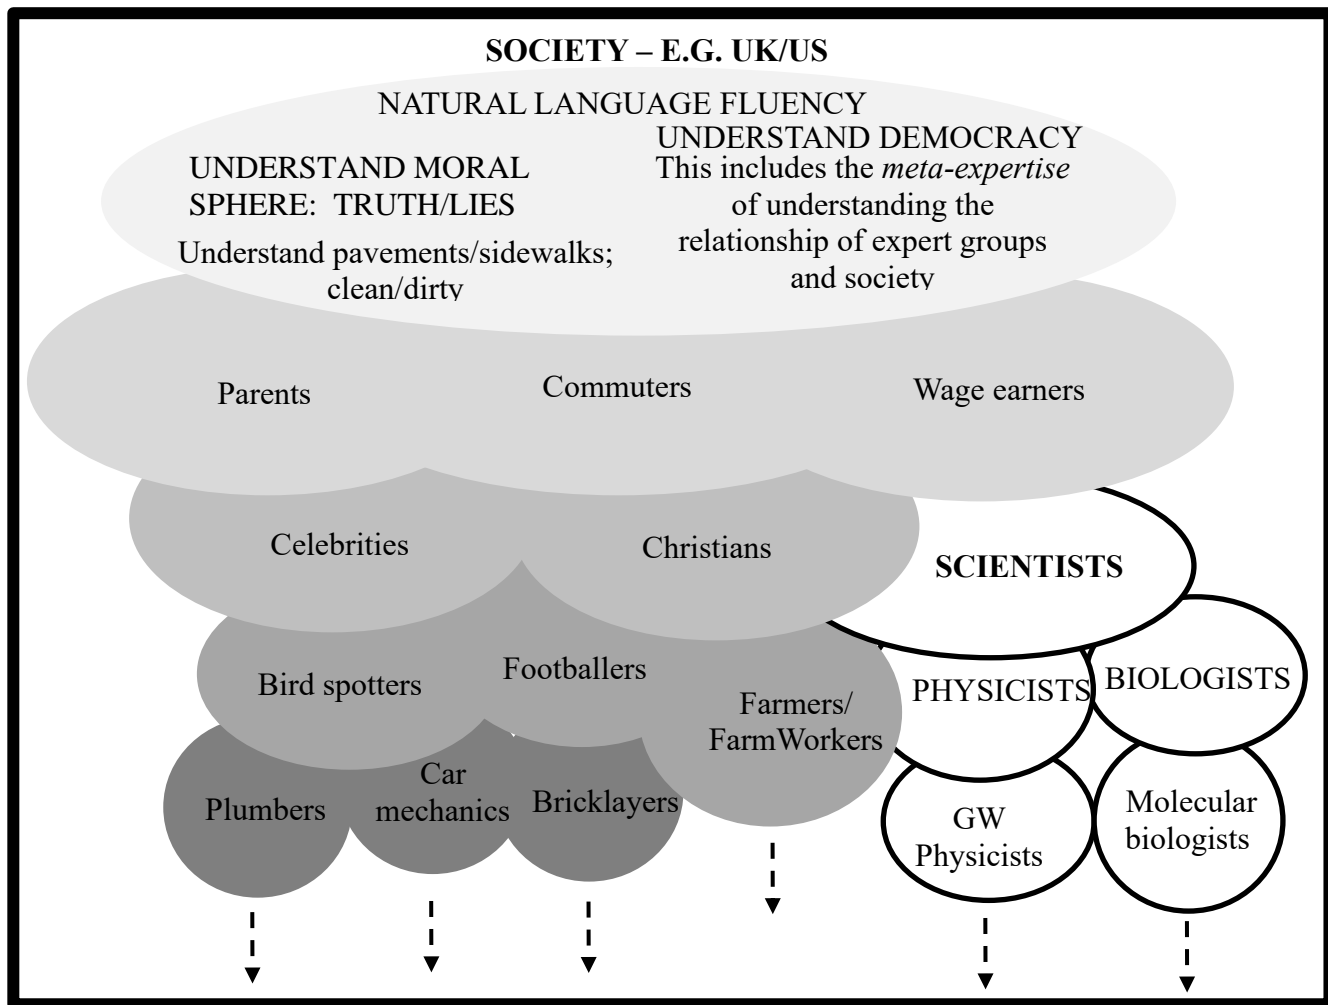 SOCIETY – E.G. UK/US
NATURAL LANGUAGE FLUENCY
UNDERSTAND MORAL
SPHERE: TRUTH/LIES
Understand pavements/sidewalks;
clean/dirty
UNDERSTAND DEMOCRACY
This includes the meta-expertise
of understanding the
relationship of expert groups
and society
Parents
Commuters
Wage earners
Celebrities
Christians
SCIENTISTS
Bird spotters
Footballers
Farmers/
FarmWorkers
PHYSICISTS
BIOLOGISTS
Plumbers
Car
mechanics
Bricklayers
GW
Physicists
Molecular
biologists